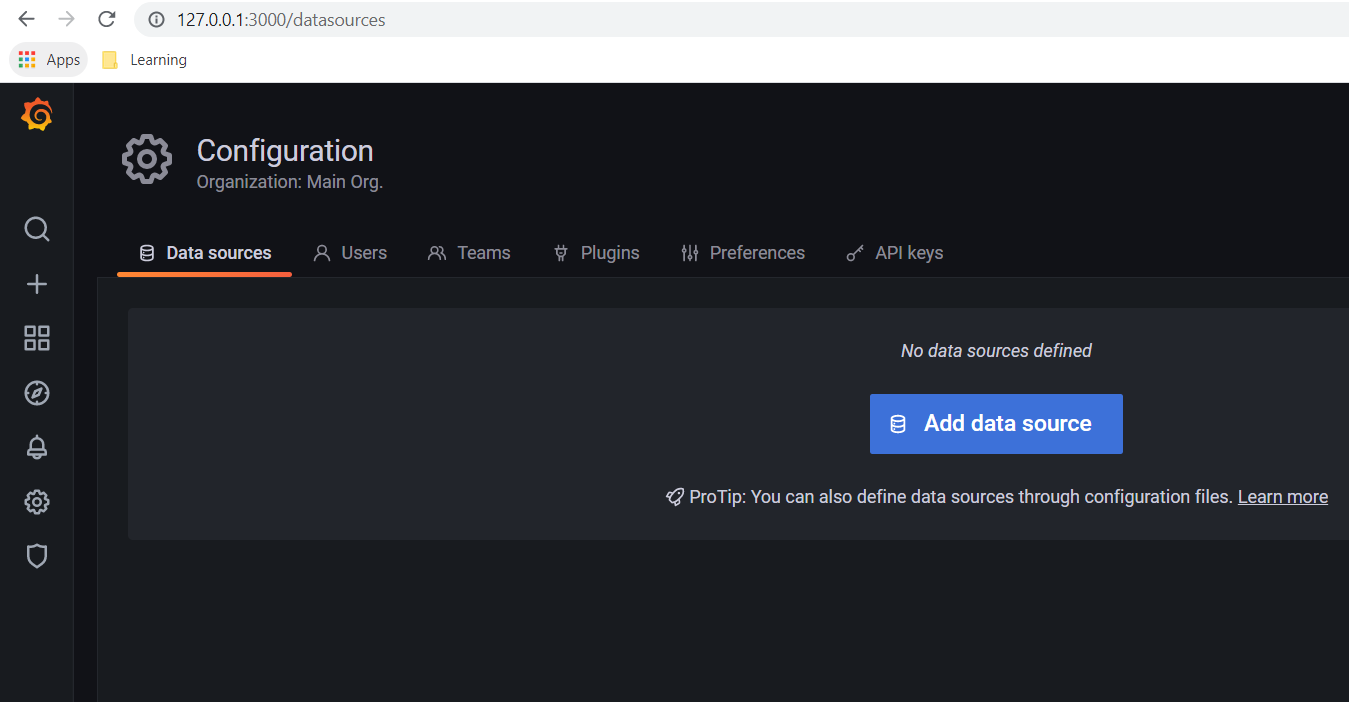 127.0.0.1:3000/datasources
Apps Learning
Configuration
Organization: Main Org.
Data sources Users Teams Plugins Preferences API keys
No data sources defined
Add data source
ProTip: You can also define data sources through configuration files. Learn more